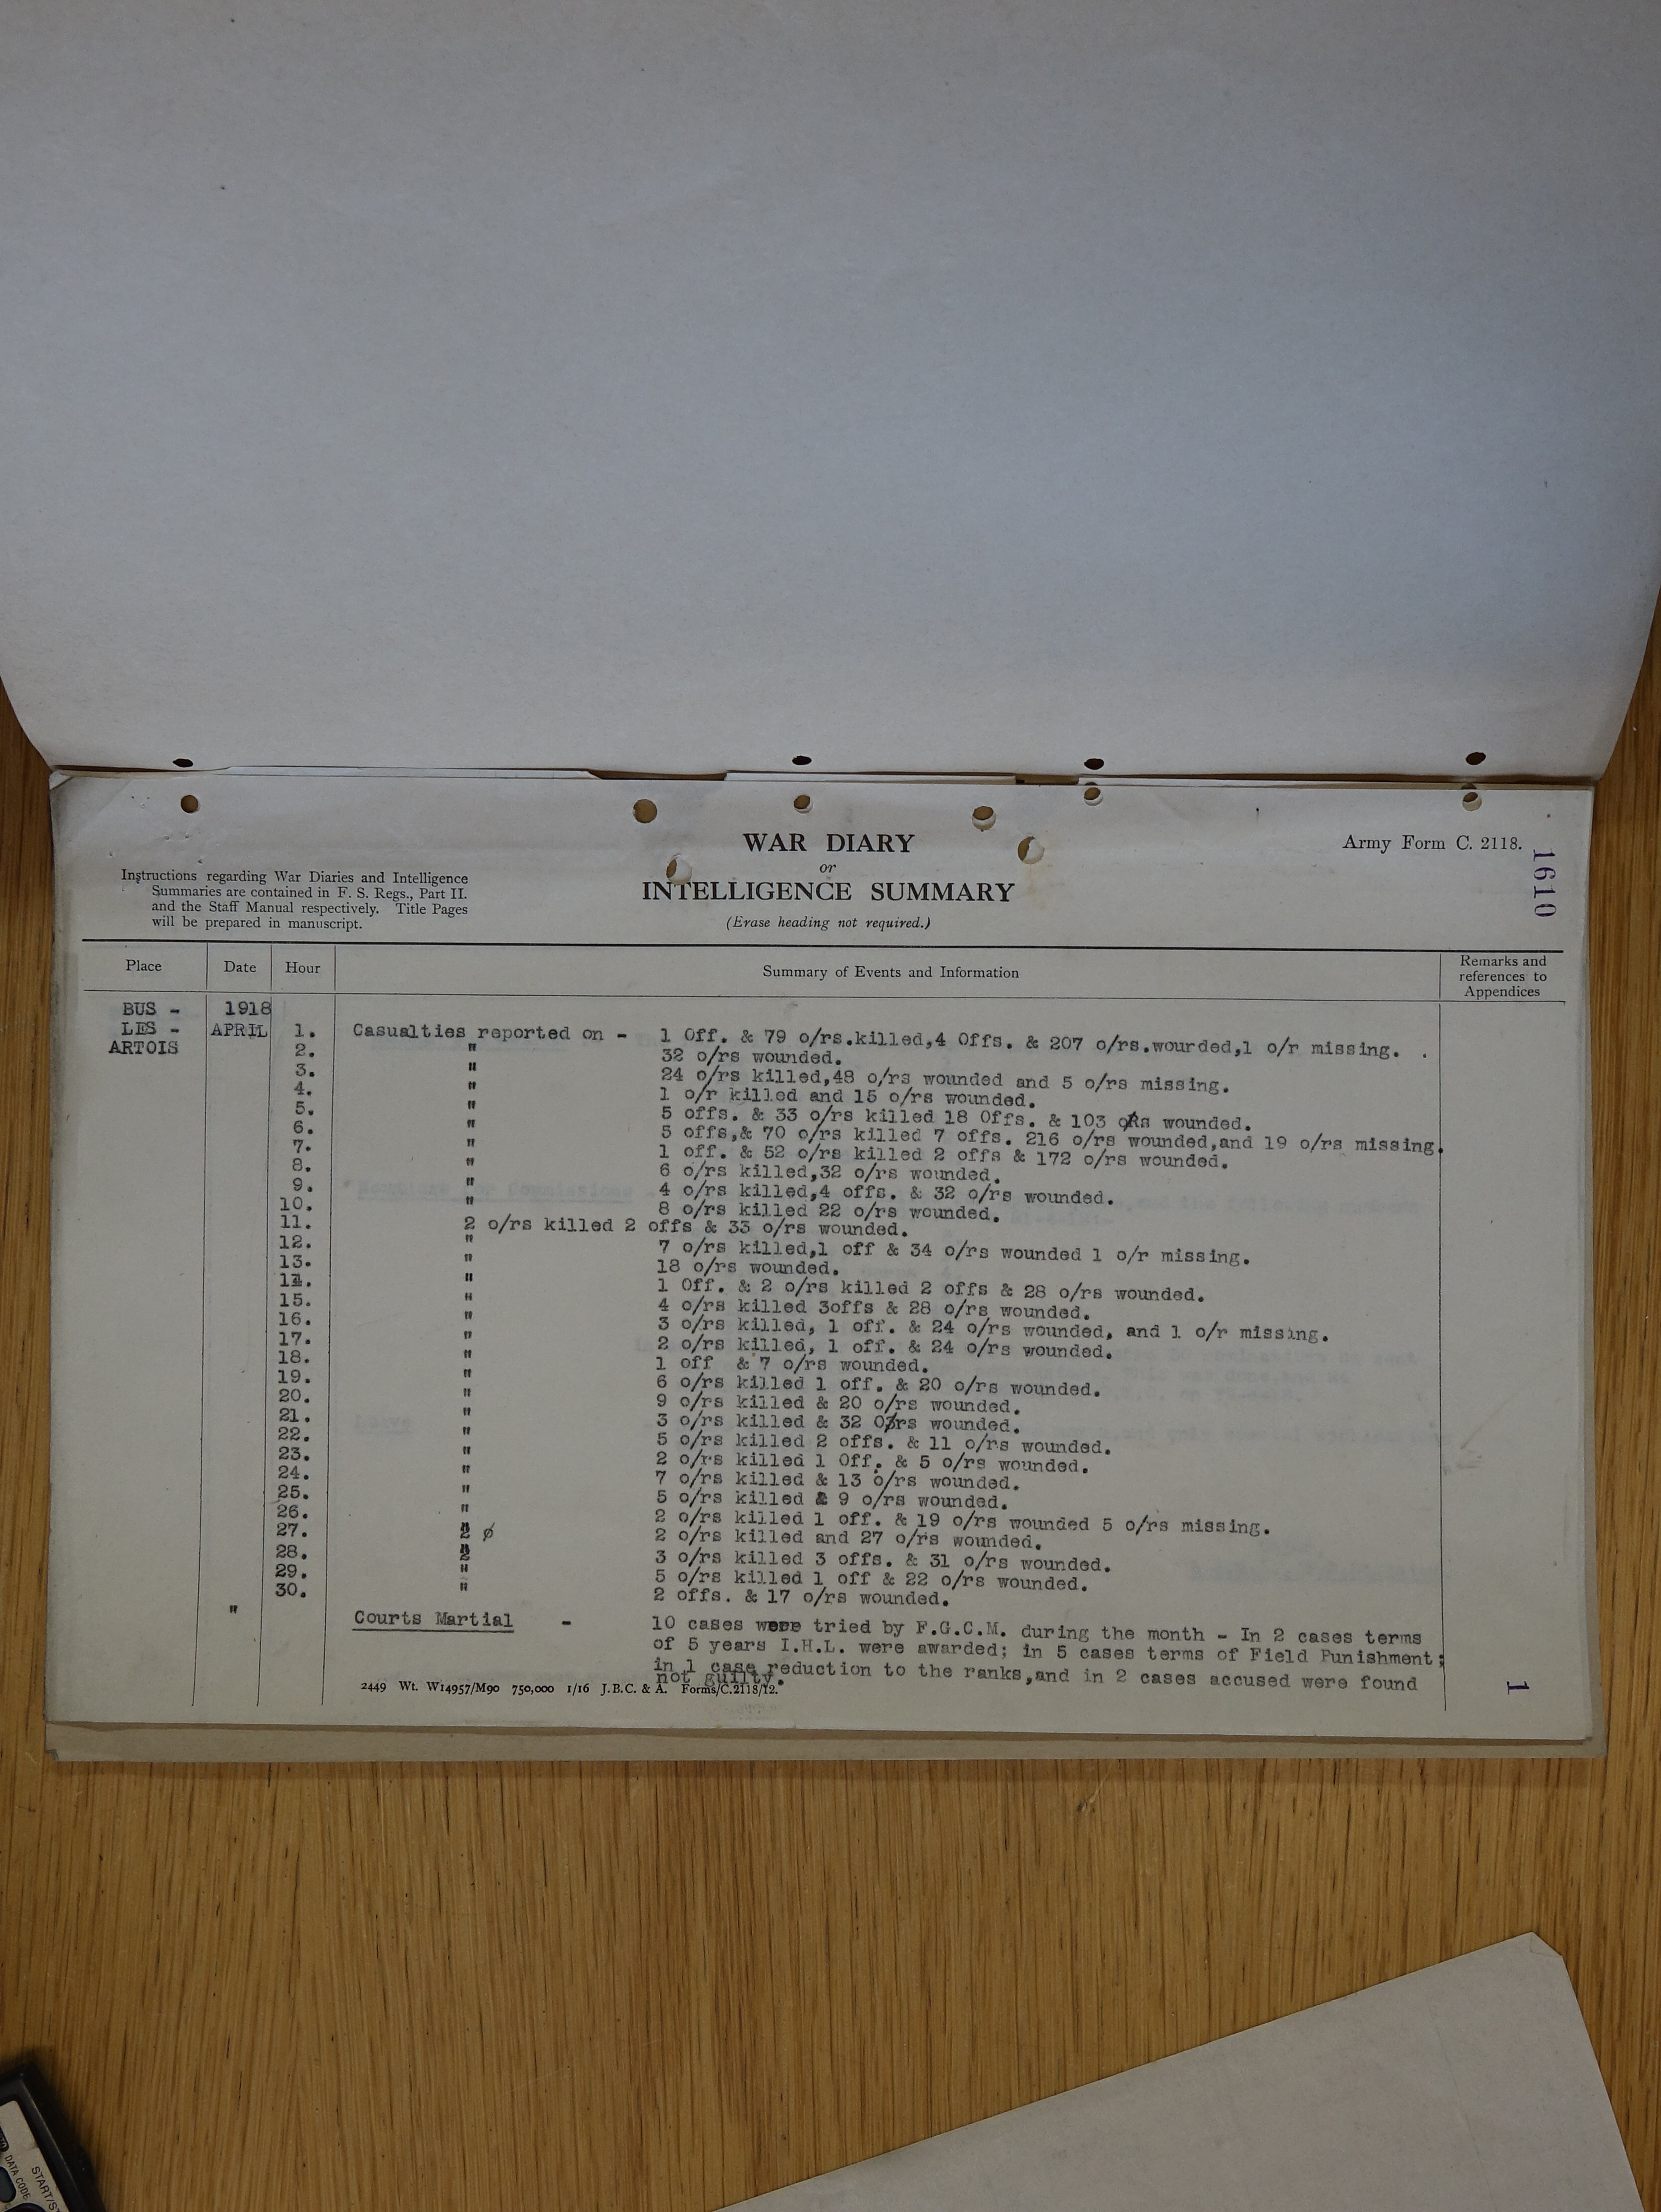 WAR DIARY
or
INTELLIGENCE SUMMARY
(Erase heading not required.)
Army Form C. 2118.
1610
Instructions regarding War Diaries and Intelligence
Summaries are contained in F. S. Regs., Part II.
and the Staff Manual respectively. Title Pages
will be prepared in manuscript.
Place Date Hour Summary of Events and Information Remarks and references to Appendices
BUS - 1918
LES - APRIL 1. Casualties reported on - 1 Off. & 79 o/rs.killed,4 Offs. & 207 o/rs.wourded,1 o/r missing.
ARTOIS 2. " 32 o/rs wounded.
3. " 24 o/rs killed,48 o/rs wounded and 5 o/rs missing.
4. " 1 o/r killed and 15 o/rs wounded.
5. " 5 offs. & 33 o/rs killed 18 Offs. & 103 o/Rs wounded.
6. " 5 offs,& 70 o/rs killed 7 offs. 216 o/rs wounded,and 19 o/rs missing.
7. " 1 off. & 52 o/rs killed 2 offs & 172 o/rs wounded.
8. " 6 o/rs killed,32 o/rs wounded.
9. " 4 o/rs killed,4 offs. & 32 o/rs wounded.
10. " 8 o/rs killed 22 o/rs wounded.
11. 2 o/rs killed 2 offs & 33 o/rs wounded.
12. " 7 o/rs killed,1 off & 34 o/rs wounded 1 o/r missing.
13. " 18 o/rs wounded.
14. " 1 Off. & 2 o/rs killed 2 offs & 28 o/rs wounded.
15. " 4 o/rs killed 3offs & 28 o/rs wounded.
16. " 3 o/rs killed, 1 off. & 24 o/rs wounded, and 1 o/r missing.
17. " 2 o/rs killed, 1 off. & 24 o/rs wounded.
18. " 1 off & 7 o/rs wounded.
19. " 6 o/rs killed 1 off. & 20 o/rs wounded.
20. " 9 o/rs killed & 20 o/rs wounded.
21. " 3 o/rs killed & 32 O/rs wounded.
22. " 5 o/rs killed 2 offs. & 11 o/rs wounded.
23. " 2 o/rs killed 1 Off. & 5 o/rs wounded.
24. " 7 o/rs killed & 13 o/rs wounded.
25. " 5 o/rs killed & 9 o/rs wounded.
26. " 2 o/rs killed 1 off. & 19 o/rs wounded 5 o/rs missing.
27. " 2 o/rs killed and 27 o/rs wounded.
28. " 3 o/rs killed 3 offs. & 31 o/rs wounded.
29. " 5 o/rs killed 1 off & 22 o/rs wounded.
30. " 2 offs. & 17 o/rs wounded.
" Courts Martial - 10 cases were tried by F.G.C.M. during the month - In 2 cases terms
of 5 years I.H.L. were awarded; in 5 cases terms of Field Punishment;
in 1 case reduction to the ranks,and in 2 cases accused were found
not guilty.
2449 Wt. W14957/M90 750,000 1/16 J.B.C. & A. Forms/C.2118/12.
1
DATA CODE
START/S